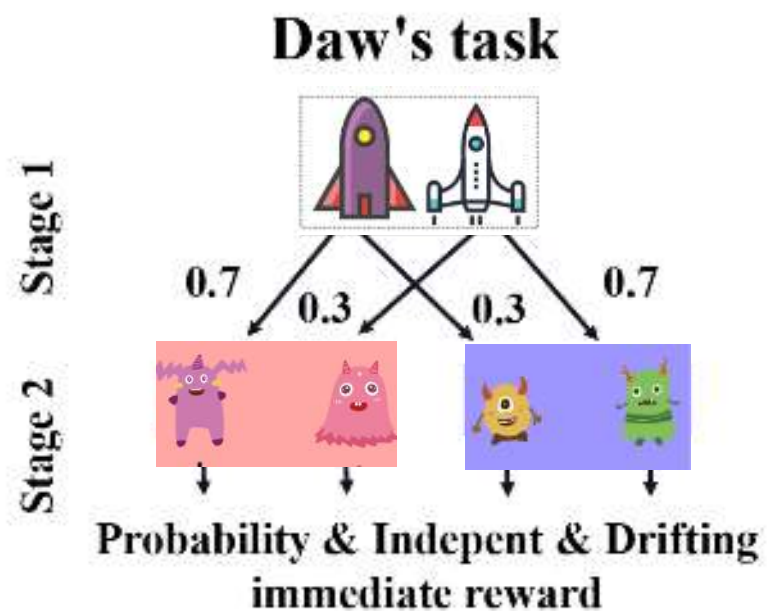 Daw's task
Stage 1
0.7
0.3
0.3
0.7
Stage 2
Probability & Indepent & Drifting
immediate reward